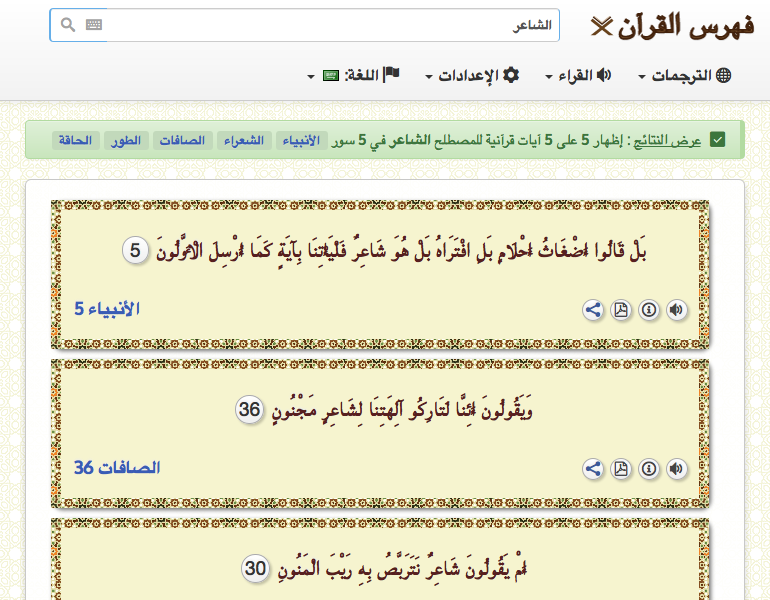 فهرس القرآن
الشاعر
الترجمات القراء الإعدادات اللغة:
عرض النتائج : إظهار 5 على 5 آيات قرآنية للمصطلح الشاعر في 5 سور الأنبياء الشعراء الصافات الطور الحاقة
بَلْ قَالُوا أَضْغَاثُ أَحْلَامٍ بَلِ افْتَرَاهُ بَلْ هُوَ شَاعِرٌ فَلْيَأْتِنَا بِآيَةٍ كَمَا أُرْسِلَ الْأَوَّلُونَ 5
الأنبياء 5
وَيَقُولُونَ أَئِنَّا لَتَارِكُو آلِهَتِنَا لِشَاعِرٍ مَجْنُونٍ 36
الصافات 36
أَمْ يَقُولُونَ شَاعِرٌ نَتَرَبَّصُ بِهِ رَيْبَ الْمَنُونِ 30